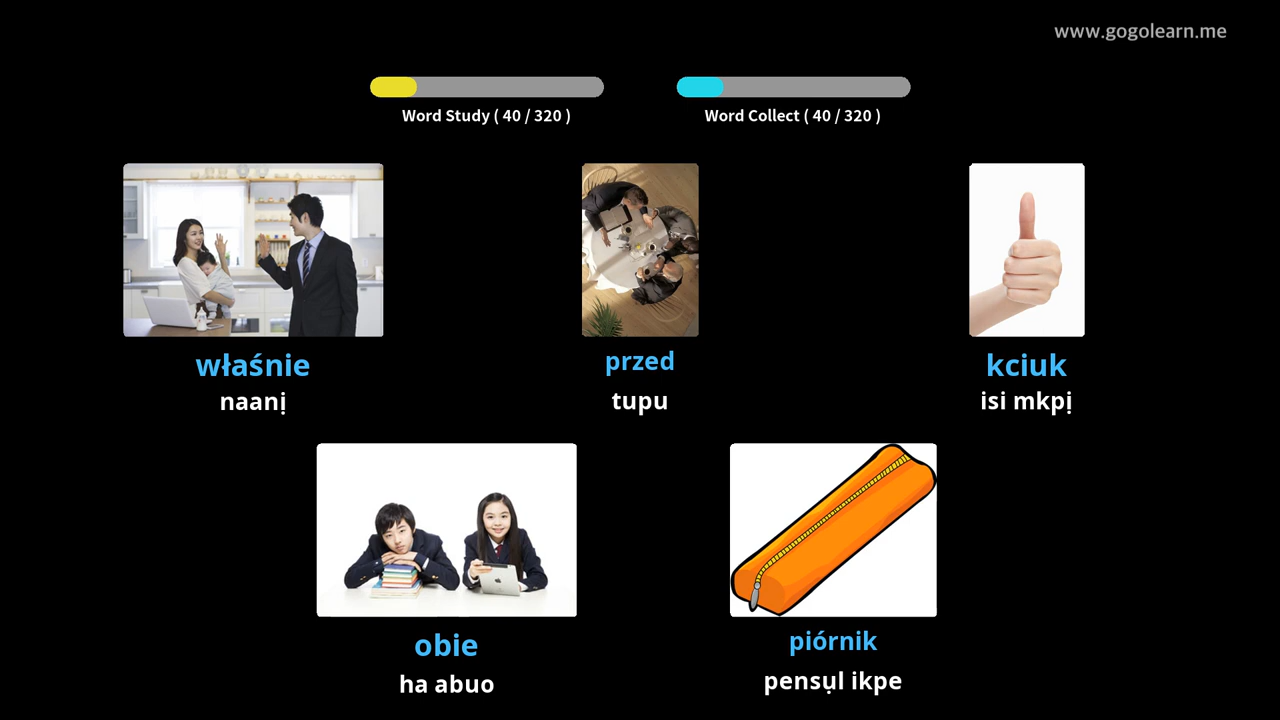 www.gogolearn.me
Word Study ( 40 / 320 )
Word Collect ( 40 / 320 )
właśnie
naanị
przed
tupu
kciuk
isi mkpị
obie
ha abuo
piórnik
pensụl ikpe